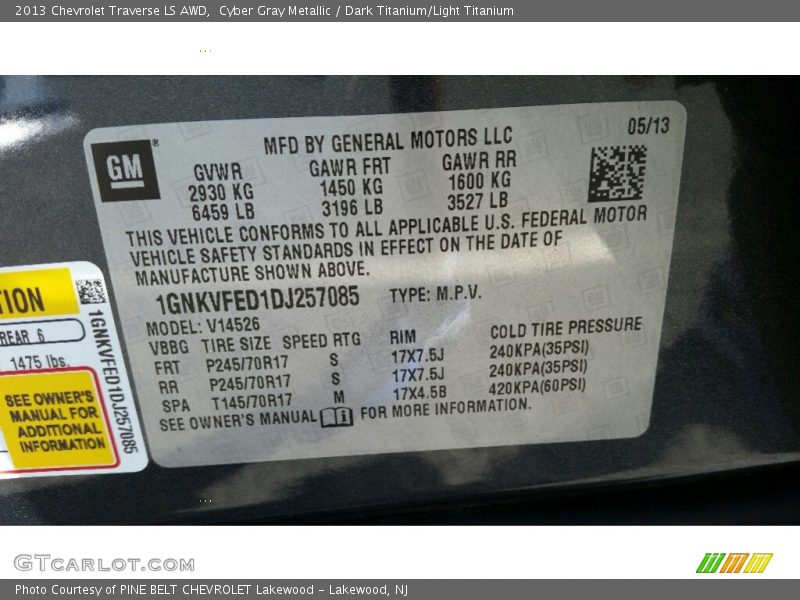 2013 Chevrolet Traverse LS AWD,  Cyber Gray Metallic / Dark Titanium/Light Titanium
GM
®
MFD BY GENERAL MOTORS LLC
05/13
GVWR GAWR FRT GAWR RR
2930 KG 1450 KG 1600 KG
6459 LB 3196 LB 3527 LB
THIS VEHICLE CONFORMS TO ALL APPLICABLE U.S. FEDERAL MOTOR
VEHICLE SAFETY STANDARDS IN EFFECT ON THE DATE OF
MANUFACTURE SHOWN ABOVE.
1GNKVFED1DJ257085 TYPE: M.P.V.
MODEL: V14526
VBBG TIRE SIZE SPEED RTG RIM COLD TIRE PRESSURE
FRT P245/70R17 S 17X7.5J 240KPA(35PSI)
RR P245/70R17 S 17X7.5J 240KPA(35PSI)
SPA T145/70R17 M 17X4.5B 420KPA(60PSI)
SEE OWNER'S MANUAL FOR MORE INFORMATION.
TION
REAR 6
1475 lbs.
SEE OWNER'S
MANUAL FOR
ADDITIONAL
INFORMATION
1GNKVFED1DJ257085
GTCARLOT.COM
Photo Courtesy of PINE BELT CHEVROLET Lakewood - Lakewood, NJ